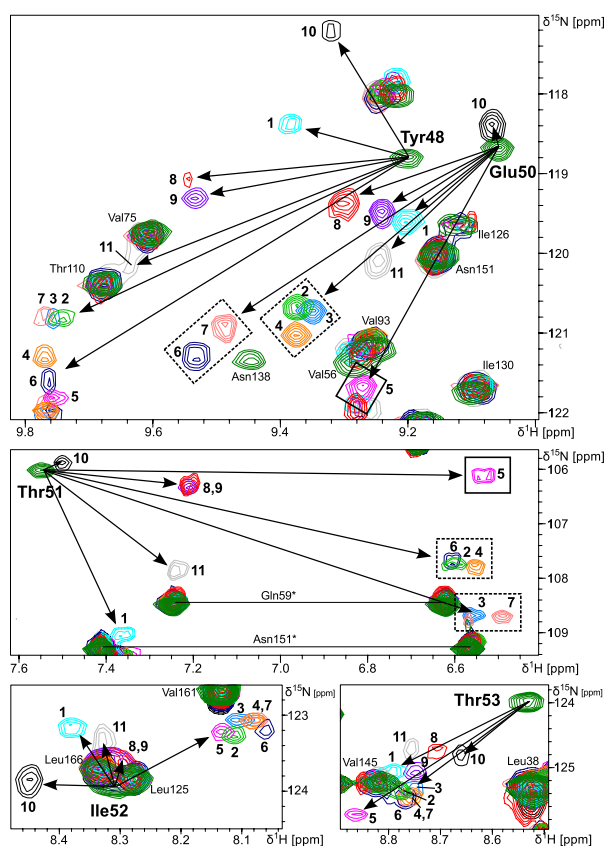 δ¹⁵N [ppm]
10
118
10
1
Tyr48
Glu50
8
119
9
8
9
1
Val75
11
Ile126
11
120
Thr110
Asn151
7 3 2
2
3
7
Val93
121
4
4
6
6
Asn138
Val56
Ile130
5
5
122
9.8 9.6 9.4 9.2 δ¹H [ppm]
δ¹⁵N [ppm]
10
106
Thr51
5
8,9
107
11
6
2 4
108
Gln59*
3 7
1
109
Asn151*
7.6 7.4 7.2 7.0 6.8 6.6 δ¹H [ppm]
Val161
δ¹⁵N [ppm]
1
11
3 4,7
123
8,9
5 2 6
Leu166
Leu125
10
124
Ile52
8.4 8.3 8.2 8.1 δ¹H [ppm]
δ¹⁵N [ppm]
Thr53
124
11 8
10
1
Val145
9
Leu38
125
3
2
6
4,7
5
126
8.8 8.7 8.6 δ¹H [ppm]